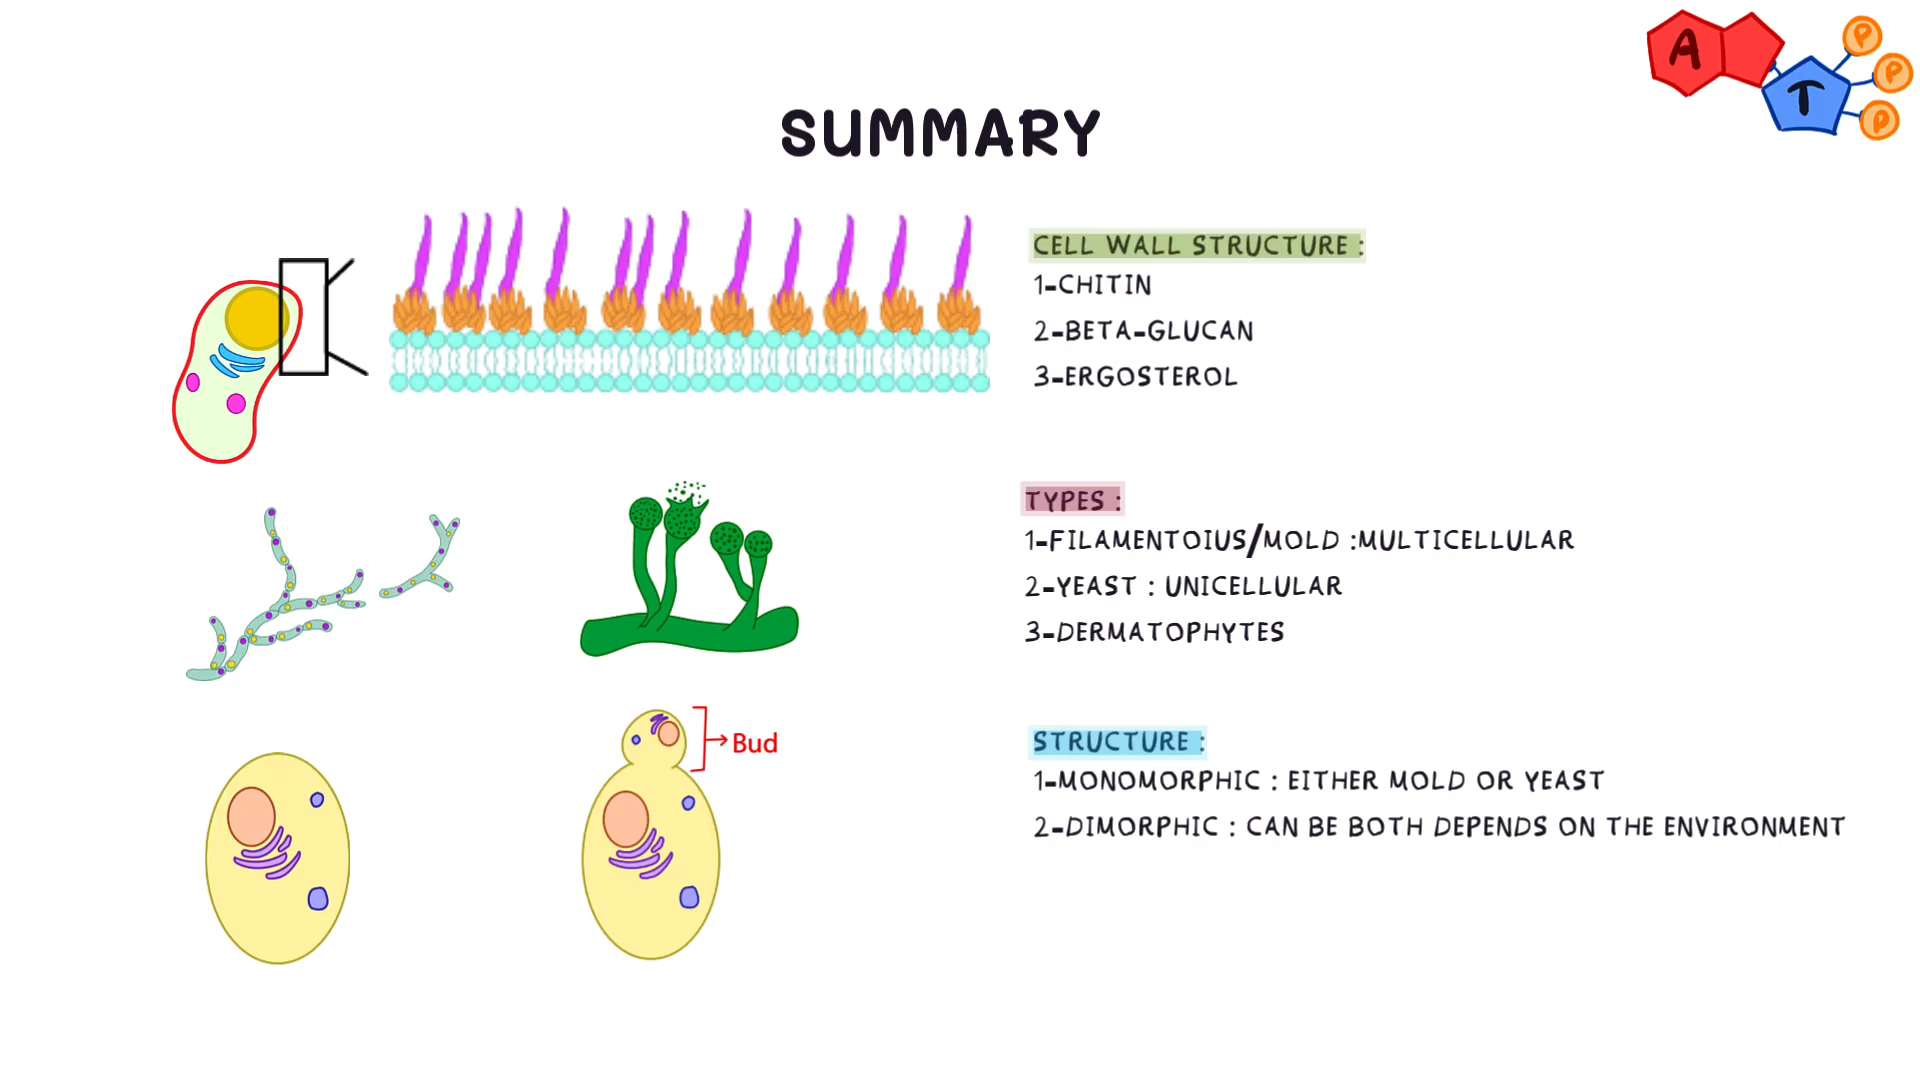 A
T
P
P
P
SUMMARY
CELL WALL STRUCTURE :
1-CHITIN
2-BETA-GLUCAN
3-ERGOSTEROL
TYPES :
1-FILAMENTOIUS/MOLD :MULTICELLULAR
2-YEAST : UNICELLULAR
3-DERMATOPHYTES
Bud
STRUCTURE :
1-MONOMORPHIC : EITHER MOLD OR YEAST
2-DIMORPHIC : CAN BE BOTH DEPENDS ON THE ENVIRONMENT